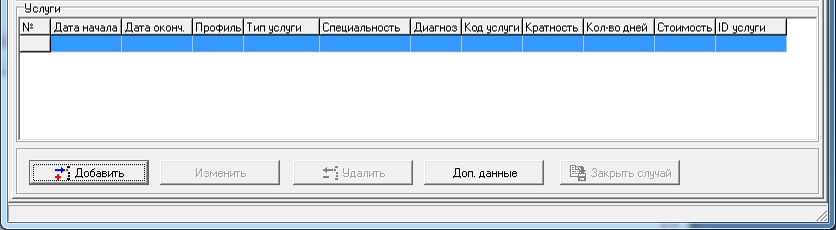 Услуги
№ Дата начала Дата оконч. Профиль Тип услуги Специальность Диагноз Код услуги Кратность Кол-во дней Стоимость ID услуги
Добавить Изменить Удалить Доп. данные Закрыть случай